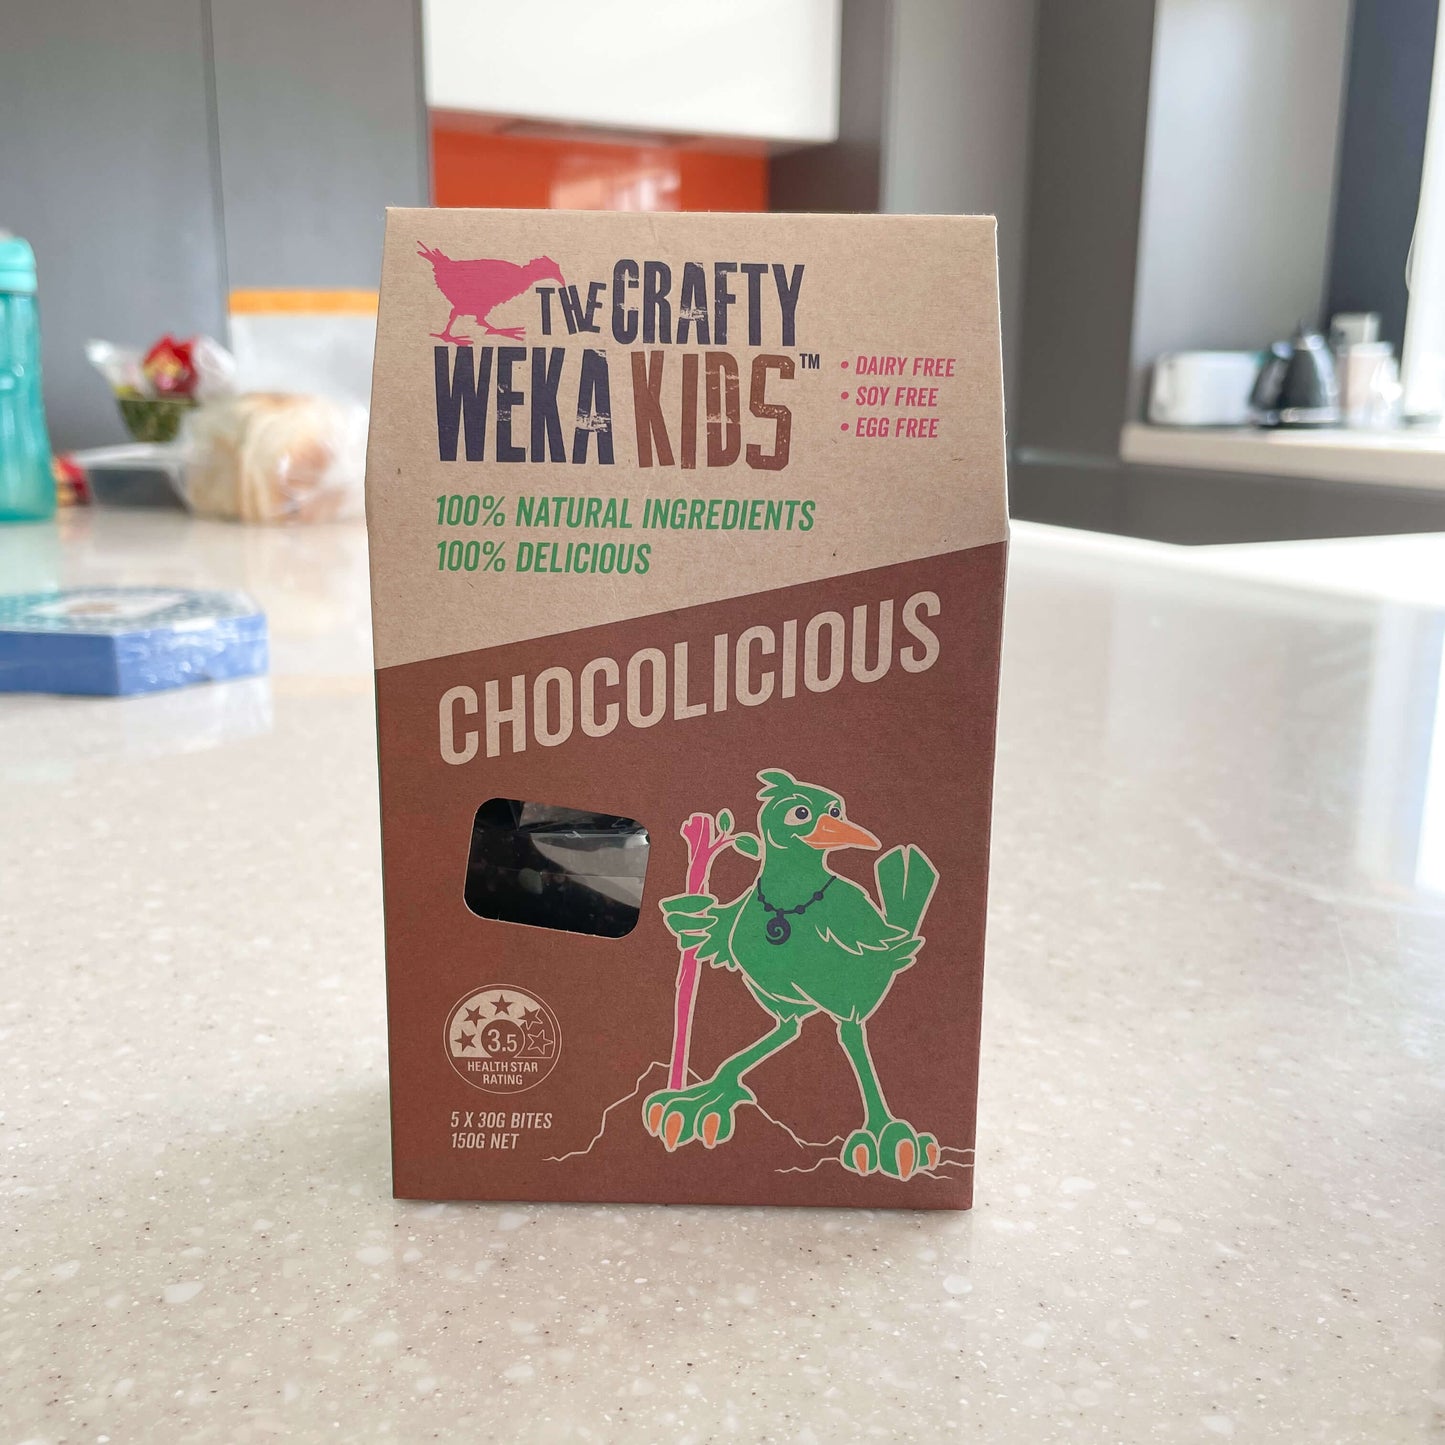 THE CRAFTY
WEKA KIDS™
• DAIRY FREE
• SOY FREE
• EGG FREE
100% NATURAL INGREDIENTS
100% DELICIOUS
CHOCOLICIOUS
3.5
HEALTH STAR
RATING
5 X 30G BITES
150G NET